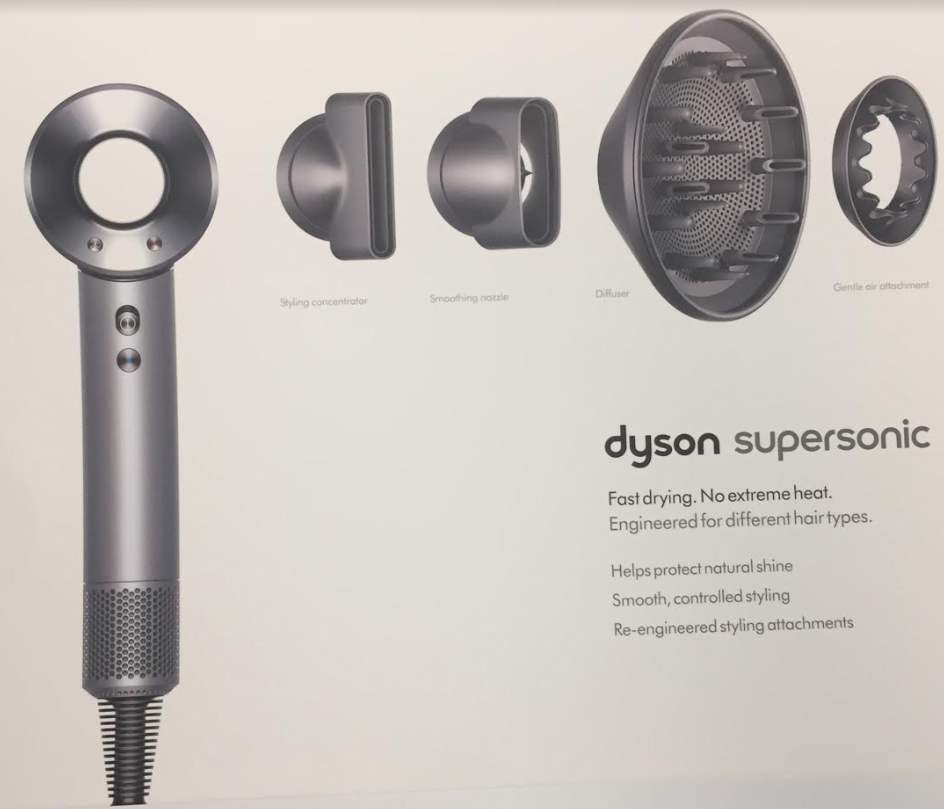 Styling concentrator
Smoothing nozzle
Diffuser
Gentle air attachment
dyson supersonic
Fast drying. No extreme heat.
Engineered for different hair types.
Helps protect natural shine
Smooth, controlled styling
Re-engineered styling attachments